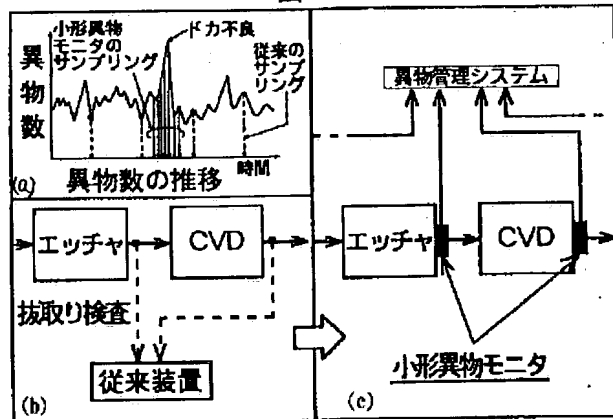 小形異物
モニタの
サンプリング
ドカ不良
従来の
サンプ
リング
異物数
時間
(a)
異物数の推移
エッチャ
CVD
抜取り検査
従来装置
(b)
異物管理システム
エッチャ
CVD
小形異物モニタ
(c)